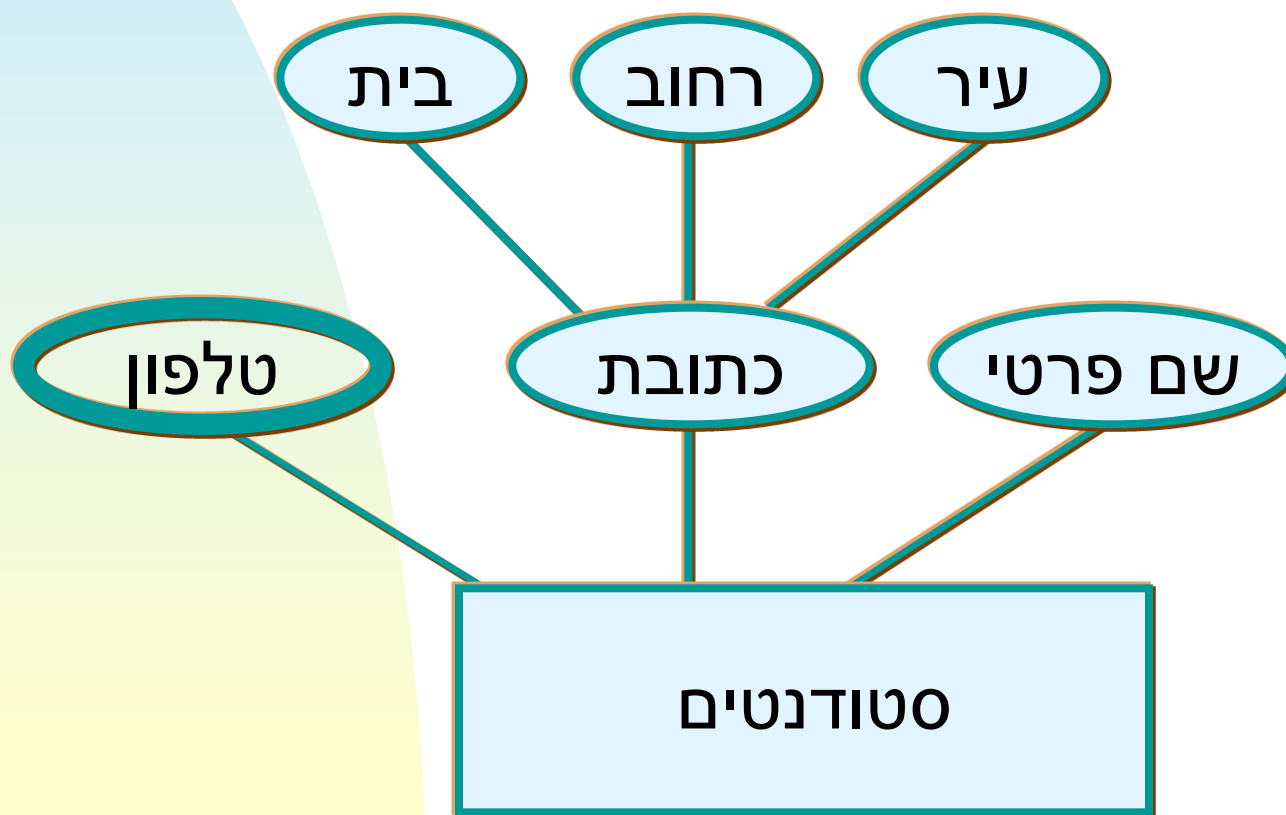 עיר
רחוב
בית
שם פרטי
כתובת
טלפון
סטודנטים